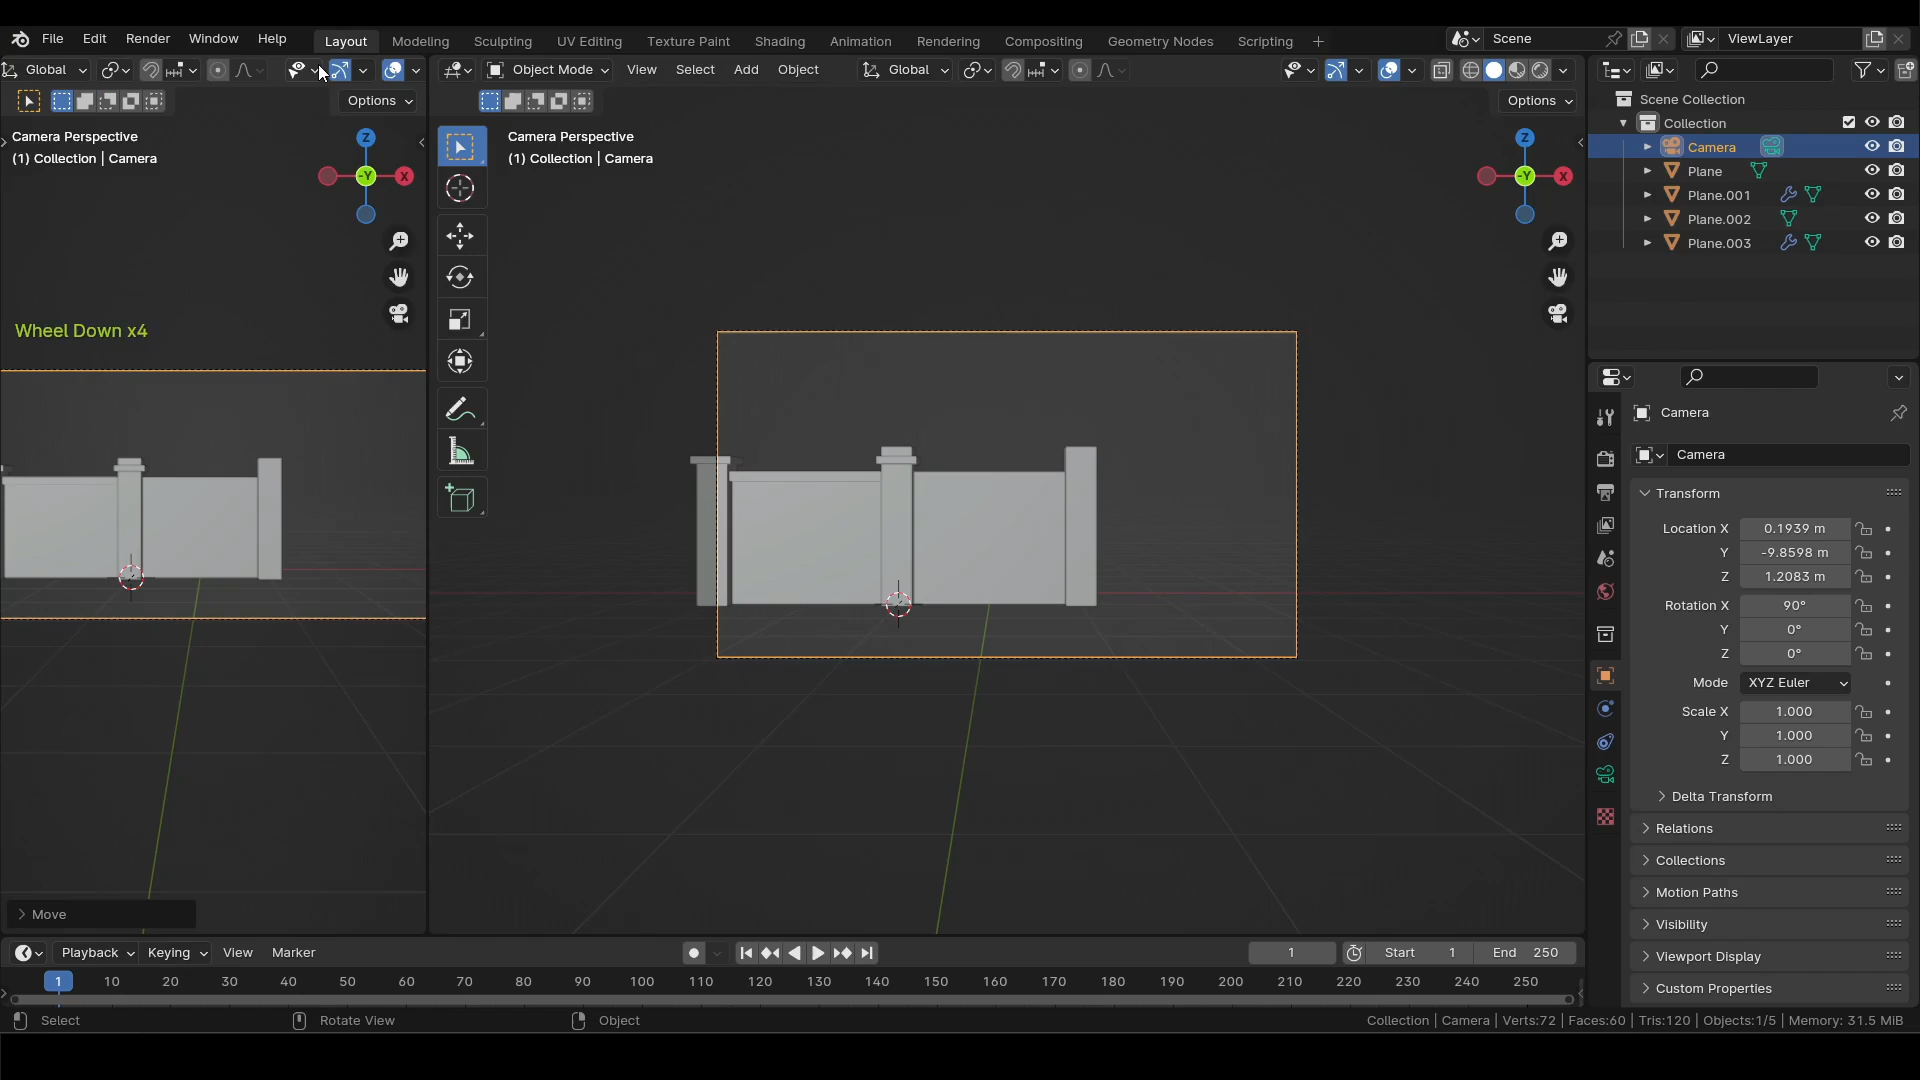 File Edit Render Window Help Layout Modeling Sculpting UV Editing Texture Paint Shading Animation Rendering Compositing Geometry Nodes Scripting + Scene ViewLayer
Global Object Mode View Select Add Object Global
Options Options
Camera Perspective
(1) Collection | Camera
Z
-Y
X
Wheel Down x4
Move
Camera Perspective
(1) Collection | Camera
Z
-Y
X
Scene Collection
Collection
Camera
Plane
Plane.001
Plane.002
Plane.003
Camera
Camera
Transform
Location X 0.1939 m
Y -9.8598 m
Z 1.2083 m
Rotation X 90°
Y 0°
Z 0°
Mode XYZ Euler
Scale X 1.000
Y 1.000
Z 1.000
Delta Transform
Relations
Collections
Motion Paths
Visibility
Viewport Display
Custom Properties
Playback Keying View Marker 1 Start 1 End 250
1 10 20 30 40 50 60 70 80 90 100 110 120 130 140 150 160 170 180 190 200 210 220 230 240 250
Select Rotate View Object Collection | Camera | Verts:72 | Faces:60 | Tris:120 | Objects:1/5 | Memory: 31.5 MiB